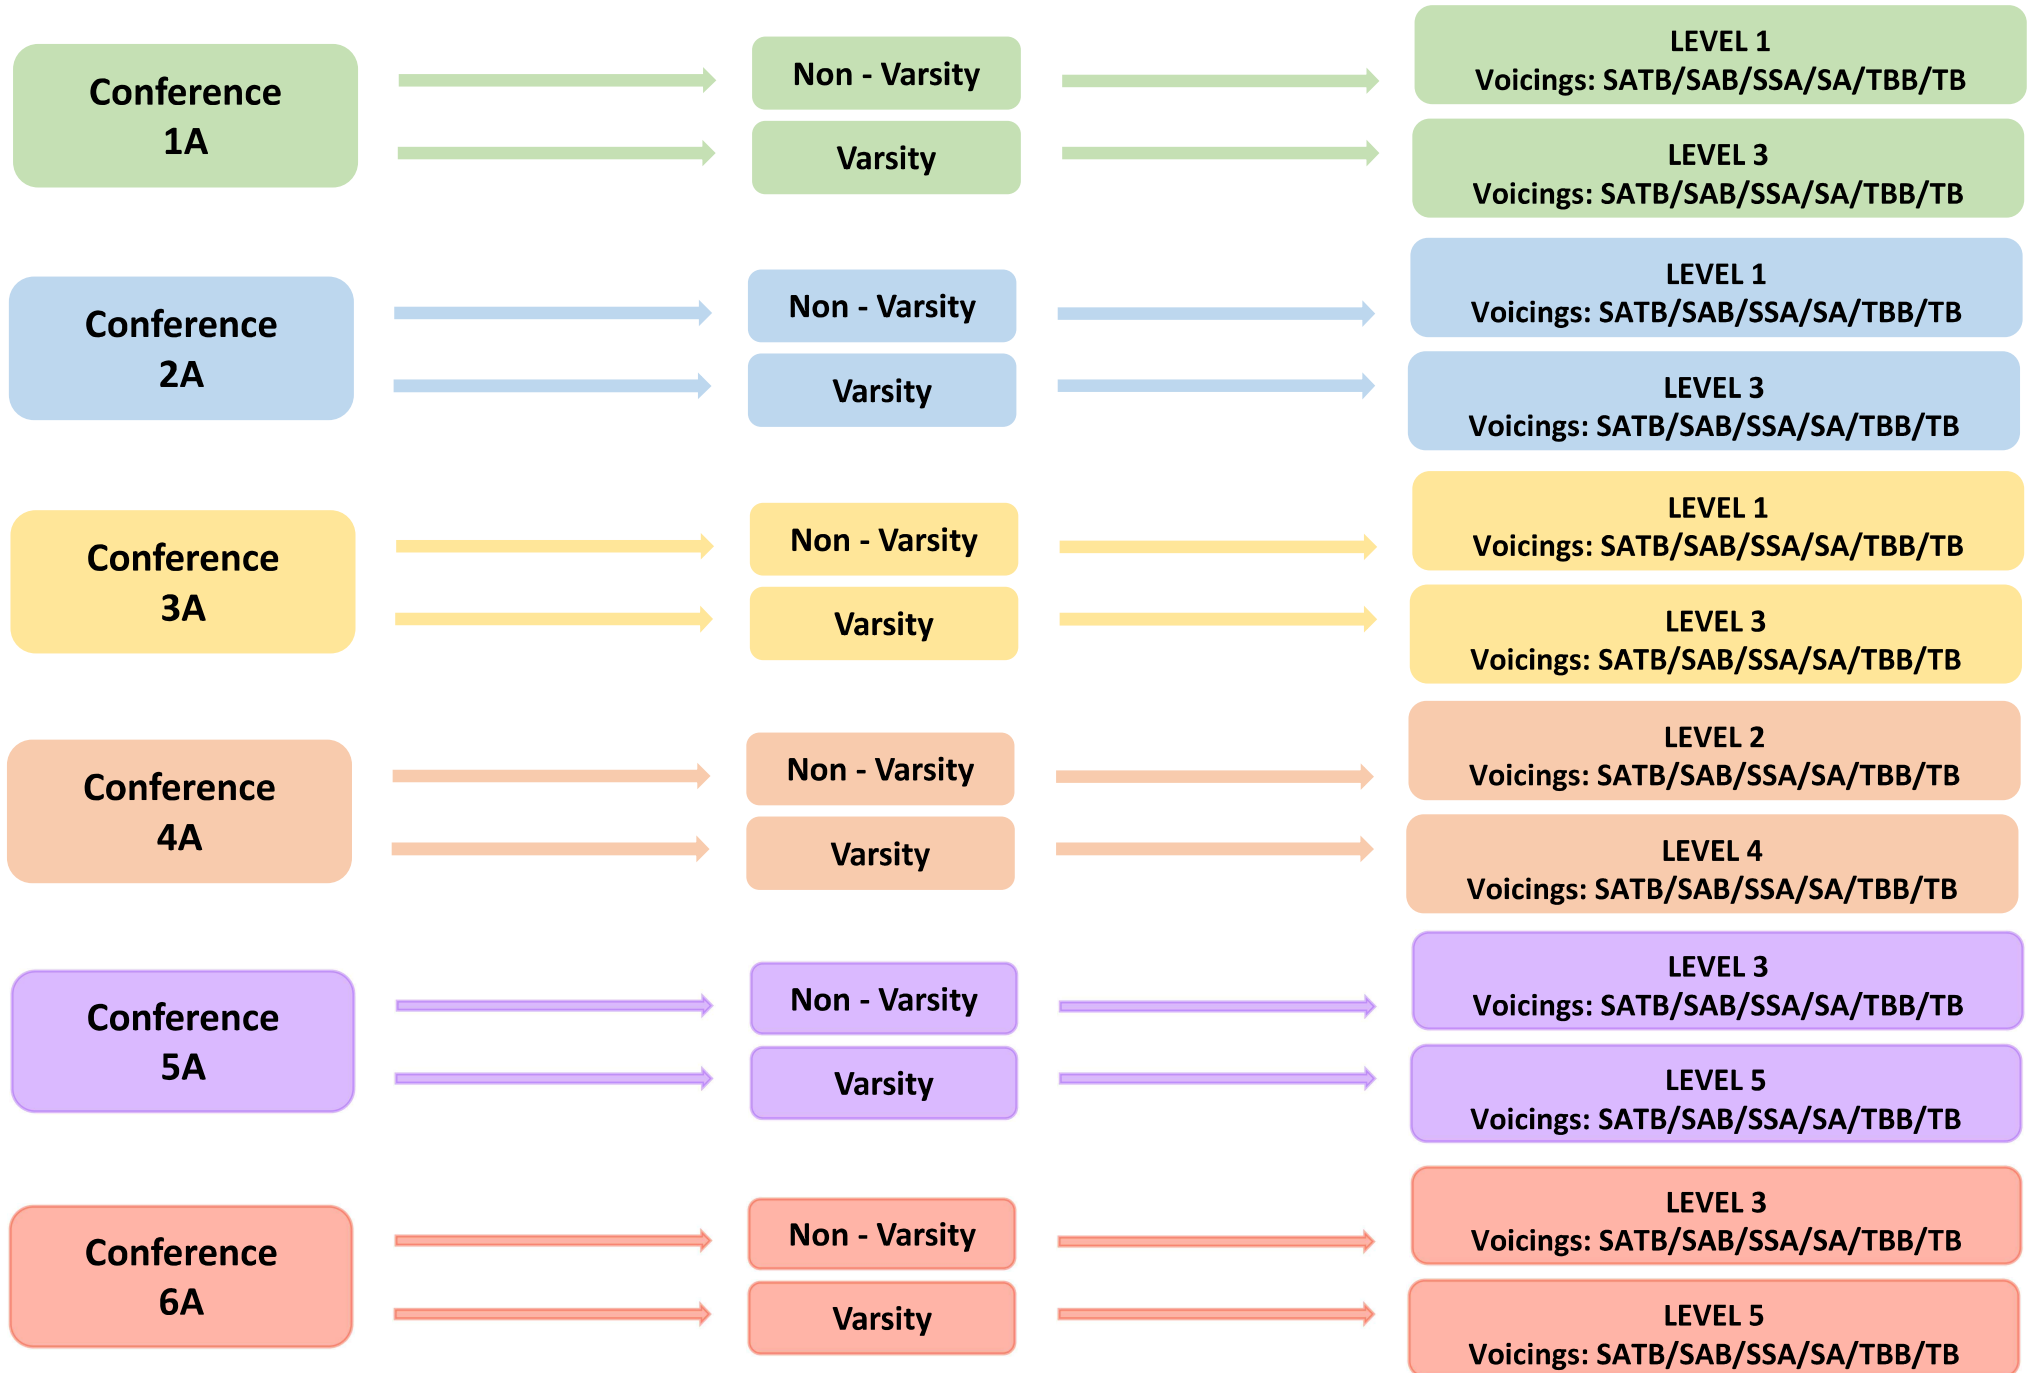 Conference
1A
Non - Varsity
LEVEL 1
Voicings: SATB/SAB/SSA/SA/TBB/TB
Varsity
LEVEL 3
Voicings: SATB/SAB/SSA/SA/TBB/TB
Conference
2A
Non - Varsity
LEVEL 1
Voicings: SATB/SAB/SSA/SA/TBB/TB
Varsity
LEVEL 3
Voicings: SATB/SAB/SSA/SA/TBB/TB
Conference
3A
Non - Varsity
LEVEL 1
Voicings: SATB/SAB/SSA/SA/TBB/TB
Varsity
LEVEL 3
Voicings: SATB/SAB/SSA/SA/TBB/TB
Conference
4A
Non - Varsity
LEVEL 2
Voicings: SATB/SAB/SSA/SA/TBB/TB
Varsity
LEVEL 4
Voicings: SATB/SAB/SSA/SA/TBB/TB
Conference
5A
Non - Varsity
LEVEL 3
Voicings: SATB/SAB/SSA/SA/TBB/TB
Varsity
LEVEL 5
Voicings: SATB/SAB/SSA/SA/TBB/TB
Conference
6A
Non - Varsity
LEVEL 3
Voicings: SATB/SAB/SSA/SA/TBB/TB
Varsity
LEVEL 5
Voicings: SATB/SAB/SSA/SA/TBB/TB